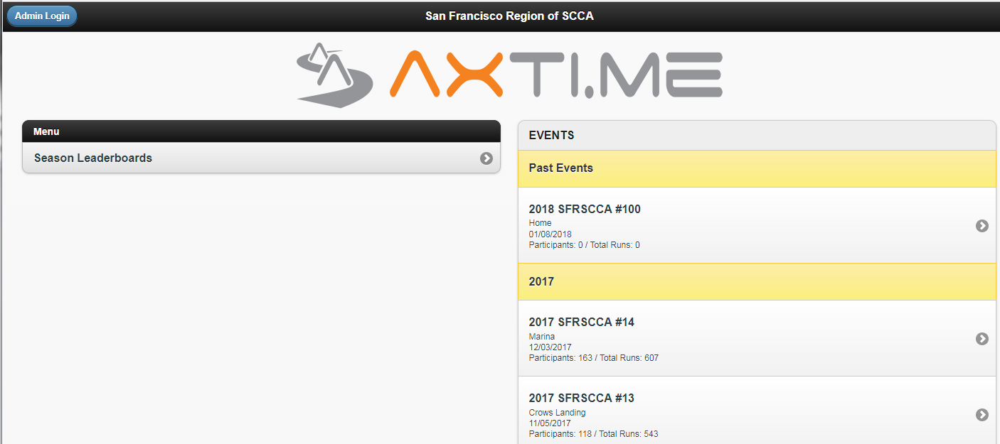 Admin Login
San Francisco Region of SCCA
AXTI.ME
Menu
Season Leaderboards
EVENTS
Past Events
2018 SFRSCCA #100
Home
01/08/2018
Participants: 0 / Total Runs: 0
2017
2017 SFRSCCA #14
Marina
12/03/2017
Participants: 163 / Total Runs: 607
2017 SFRSCCA #13
Crows Landing
11/05/2017
Participants: 118 / Total Runs: 543